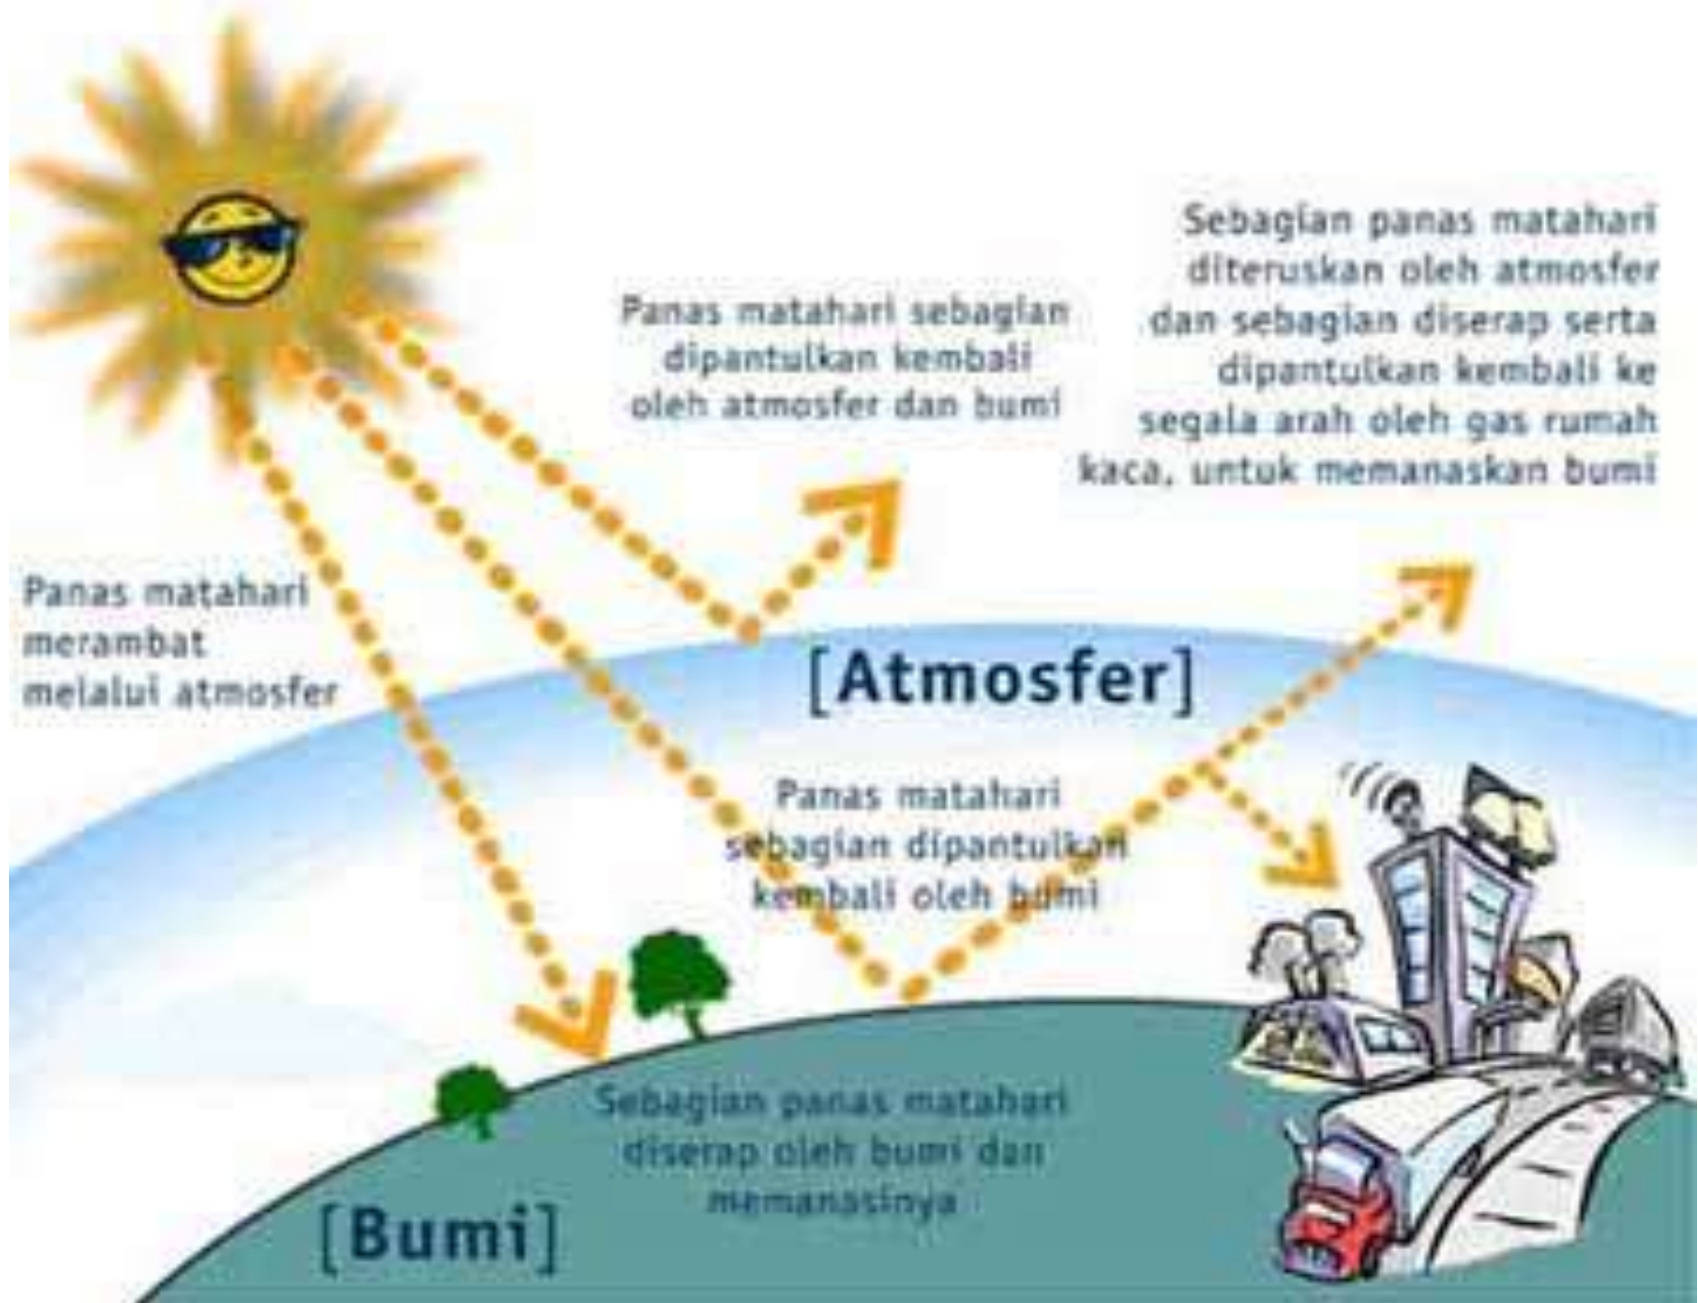 Panas matahari sebagian
dipantulkan kembali
oleh atmosfer dan bumi
Sebagian panas matahari
diteruskan oleh atmosfer
dan sebagian diserap serta
dipantulkan kembali ke
segala arah oleh gas rumah
kaca, untuk memanaskan bumi
Panas matahari
merambat
melalui atmosfer
[Atmosfer]
Panas matahari
sebagian dipantulkan
kembali oleh bumi
Sebagian panas matahari
diserap oleh bumi dan
memanasinya
[Bumi]